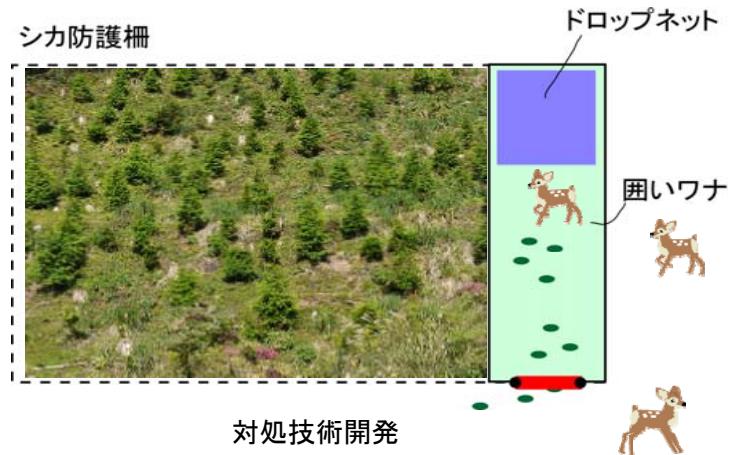 ドロップネット
シカ防護柵
囲いワナ
対処技術開発